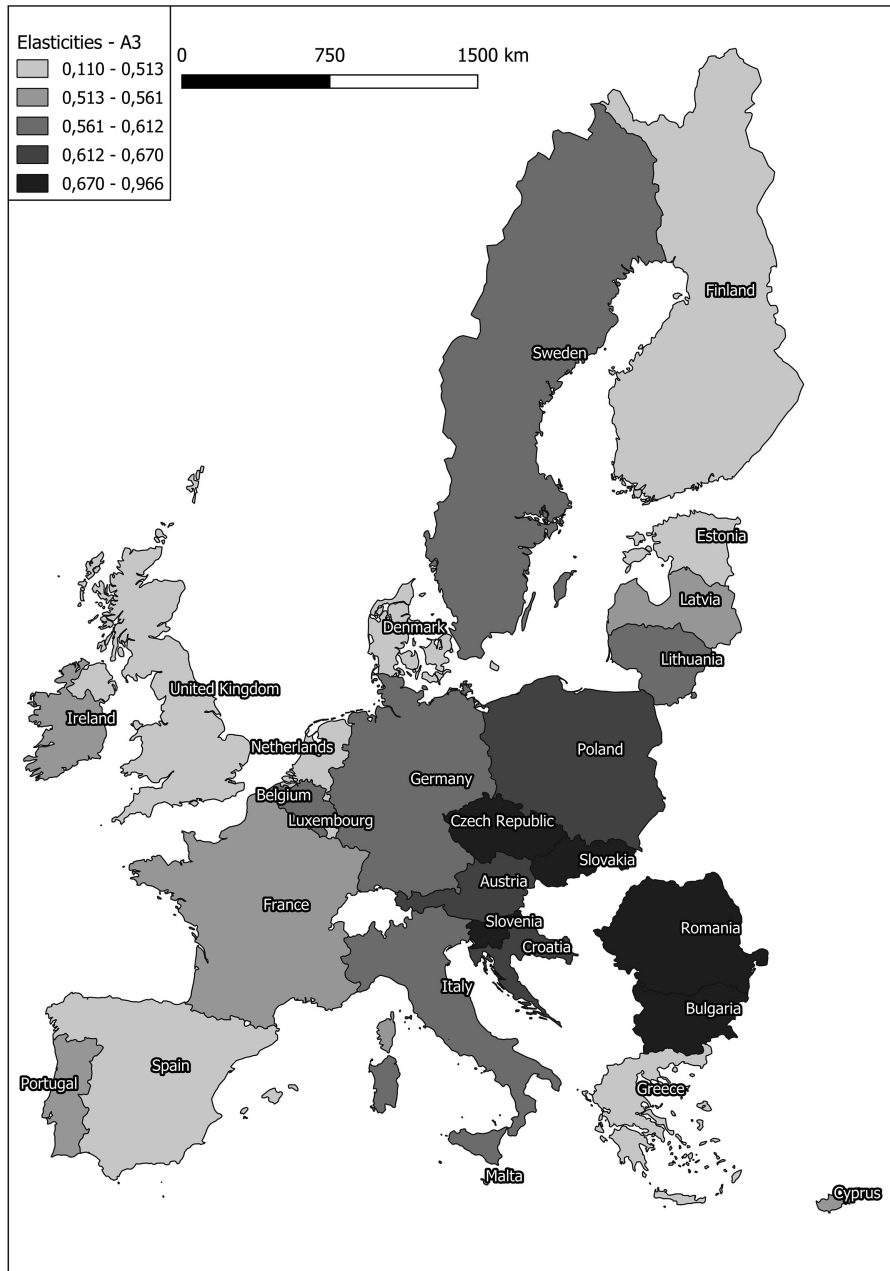 Elasticities - A3
0,110 - 0,513
0,513 - 0,561
0,561 - 0,612
0,612 - 0,670
0,670 - 0,966
0 750 1500 km
Finland
Sweden
Estonia
Latvia
Denmark
Lithuania
United Kingdom
Ireland
Netherlands
Poland
Germany
Belgium
Luxembourg
Czech Republic
Slovakia
Austria
France
Slovenia
Romania
Croatia
Italy
Bulgaria
Spain
Portugal
Greece
Malta
Cyprus